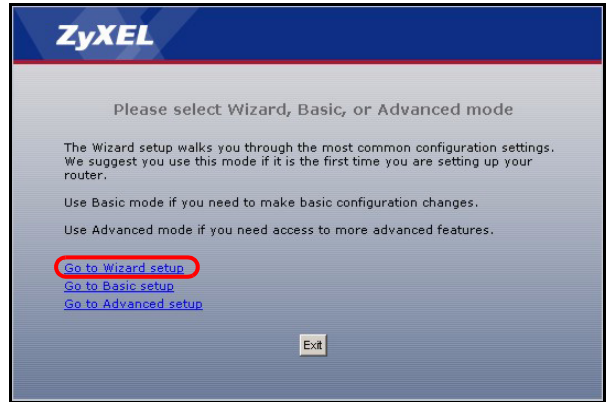 ZyXEL
Please select Wizard, Basic, or Advanced mode
The Wizard setup walks you through the most common configuration settings.
We suggest you use this mode if it is the first time you are setting up your
router.
Use Basic mode if you need to make basic configuration changes.
Use Advanced mode if you need access to more advanced features.
Go to Wizard setup
Go to Basic setup
Go to Advanced setup
Exit